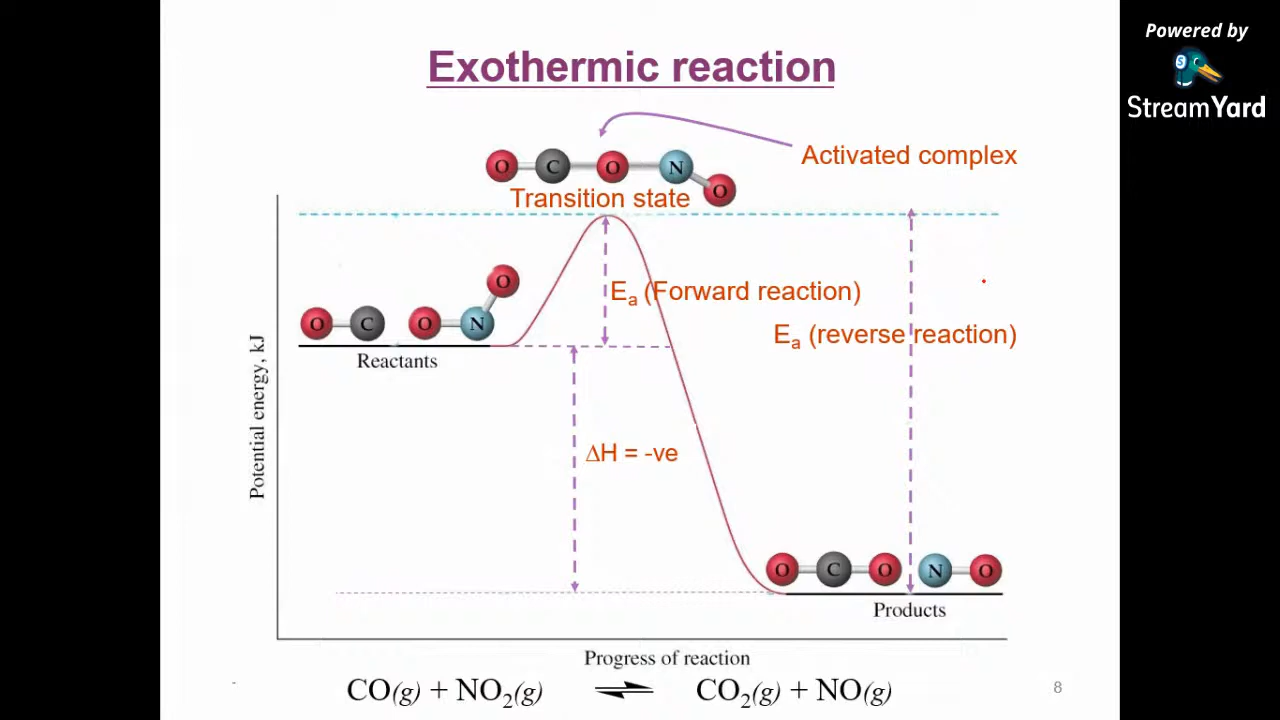 Powered by
StreamYard
Exothermic reaction
Activated complex
O C O N O
Transition state
O
O C O N
Reactants
Eₐ (Forward reaction)
Eₐ (reverse reaction)
Potential energy, kJ
ΔH = -ve
O C O N O
Products
Progress of reaction
CO(g) + NO₂(g) ⇌ CO₂(g) + NO(g)
8